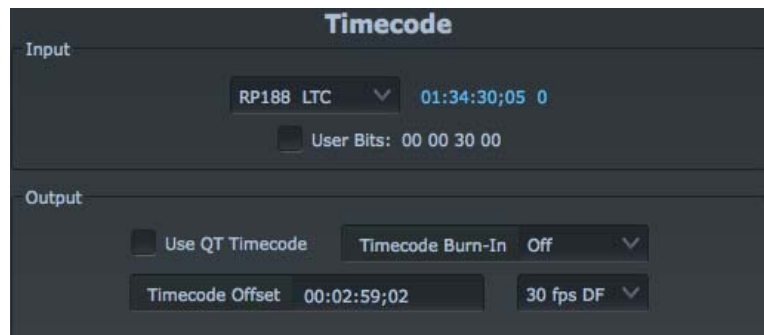 Timecode
Input
RP188 LTC 01:34:30;05 0
User Bits: 00 00 30 00
Output
Use QT Timecode Timecode Burn-In Off
Timecode Offset 00:02:59;02 30 fps DF